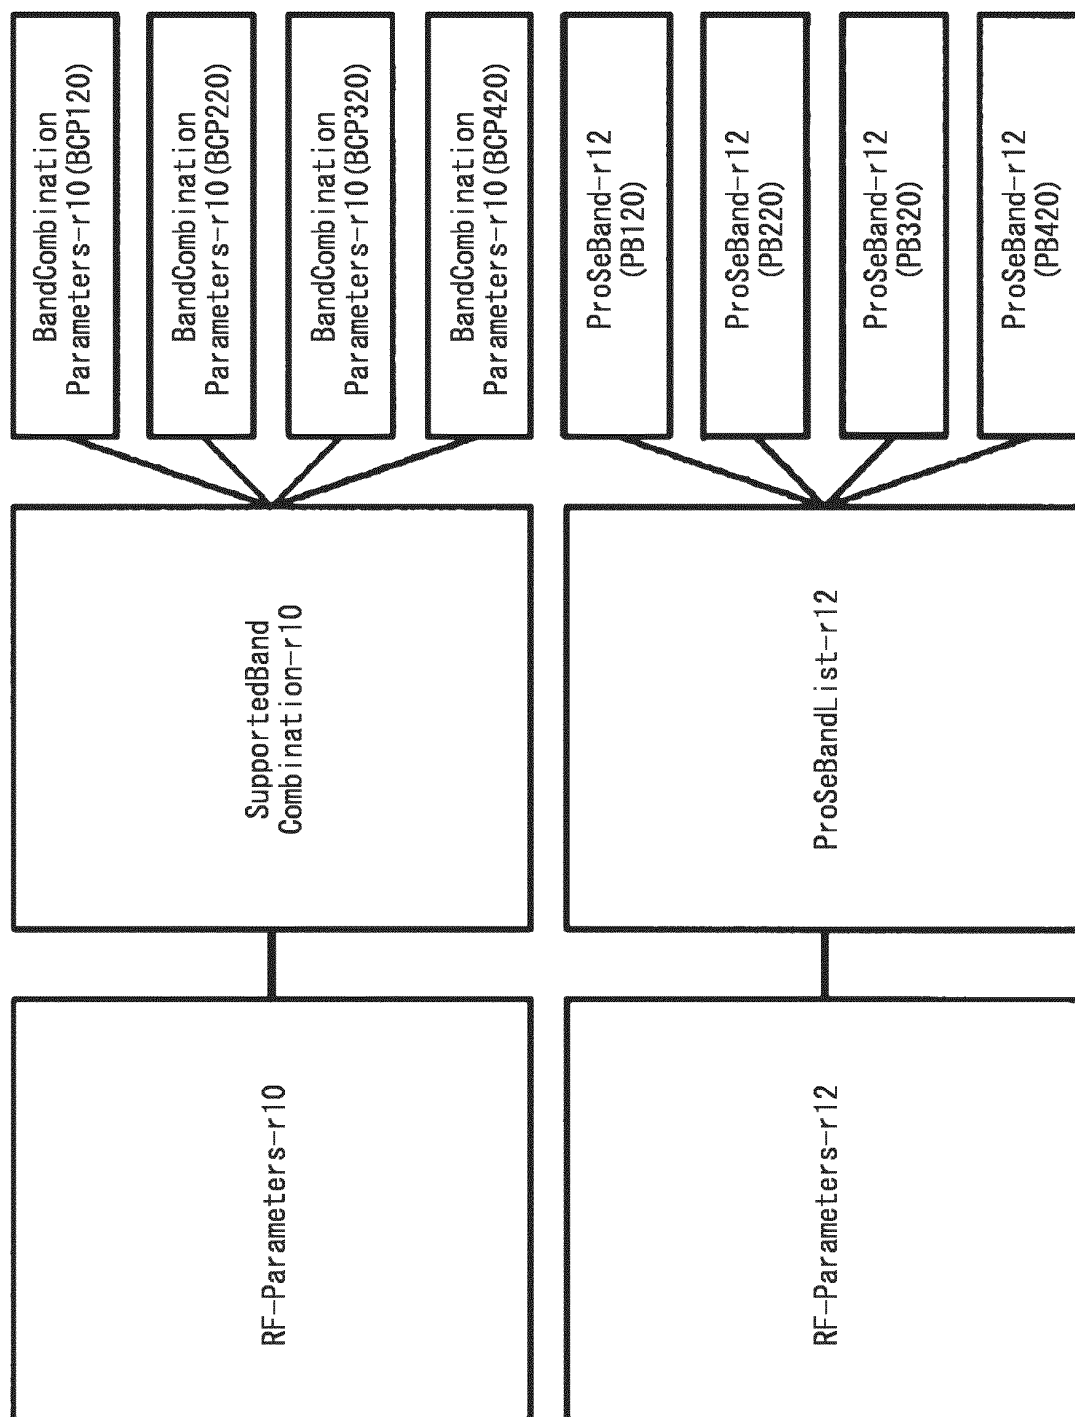 RF-Parameters-r10
SupportedBand
Combination-r10
BandCombination
Parameters-r10(BCP120)
BandCombination
Parameters-r10(BCP220)
BandCombination
Parameters-r10(BCP320)
BandCombination
Parameters-r10(BCP420)
RF-Parameters-r12
ProSeBandList-r12
ProSeBand-r12
(PB120)
ProSeBand-r12
(PB220)
ProSeBand-r12
(PB320)
ProSeBand-r12
(PB420)